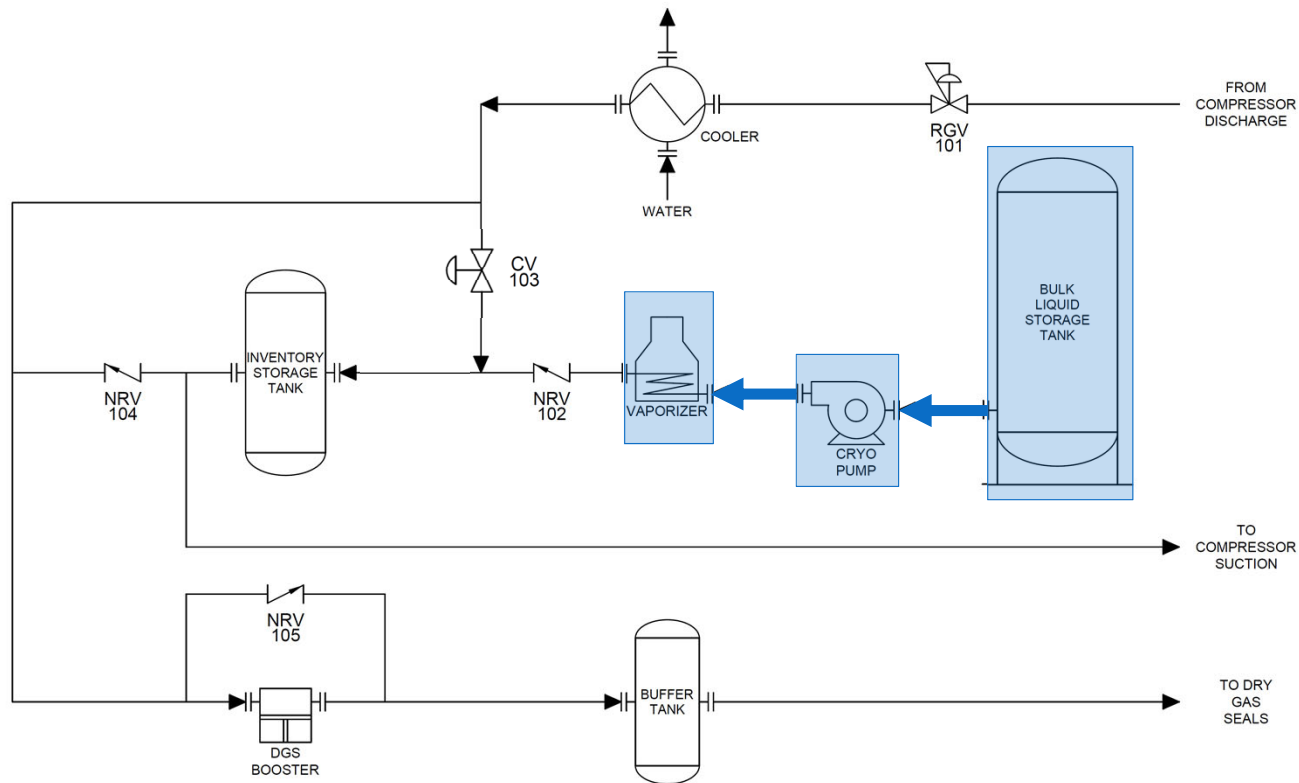 FROM
COMPRESSOR
DISCHARGE
RGV
101
COOLER
WATER
CV
103
BULK
LIQUID
STORAGE
TANK
INVENTORY
STORAGE
TANK
NRV
104
NRV
102
VAPORIZER
CRYO
PUMP
TO
COMPRESSOR
SUCTION
NRV
105
DGS
BOOSTER
BUFFER
TANK
TO DRY
GAS
SEALS